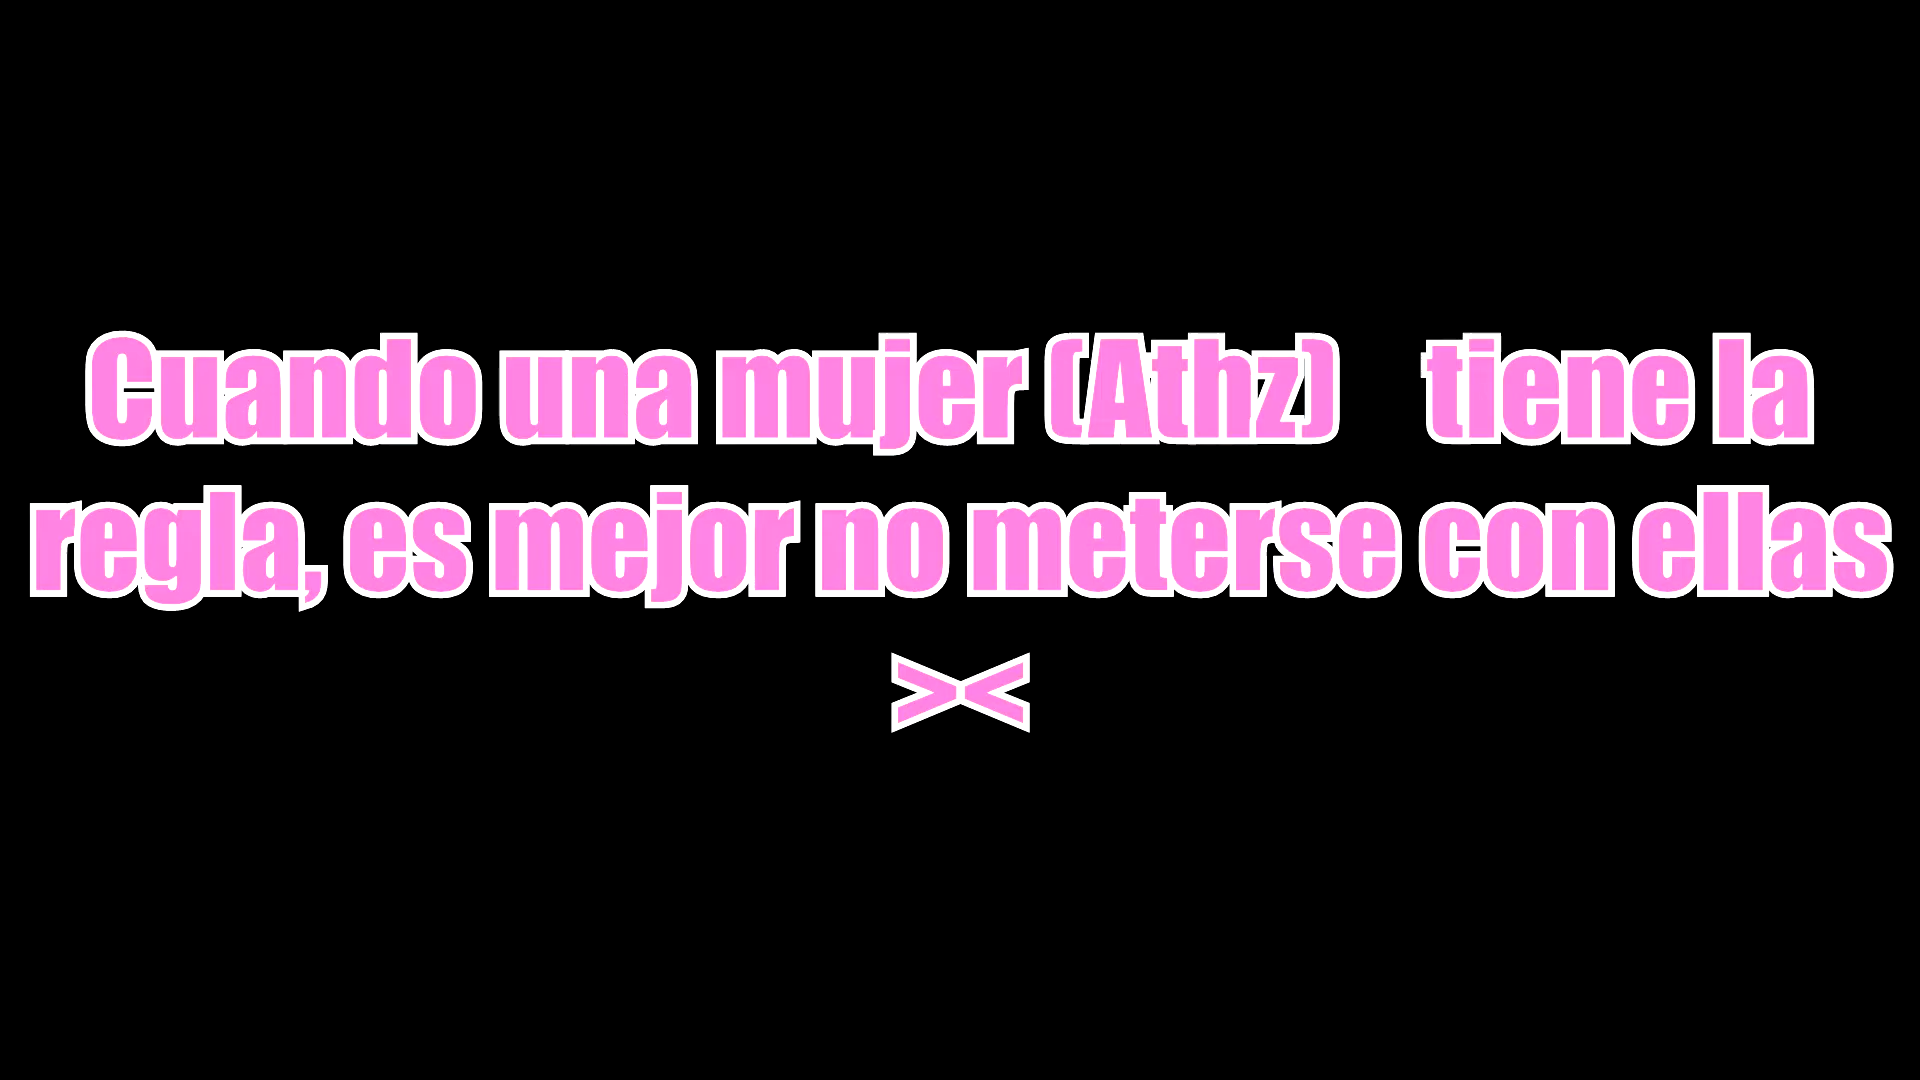 Cuando una mujer (Athz) tiene la
regla, es mejor no meterse con ellas
><